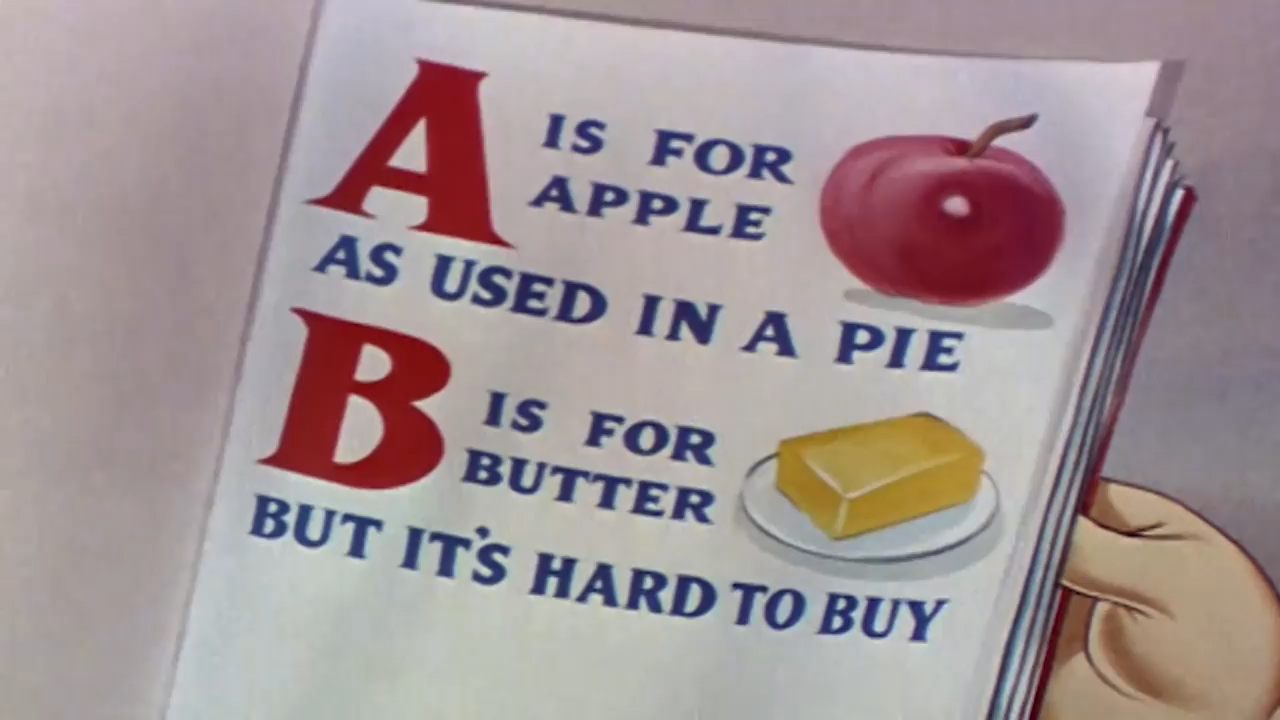 A IS FOR
APPLE
AS USED IN A PIE
B IS FOR
BUTTER
BUT IT'S HARD TO BUY